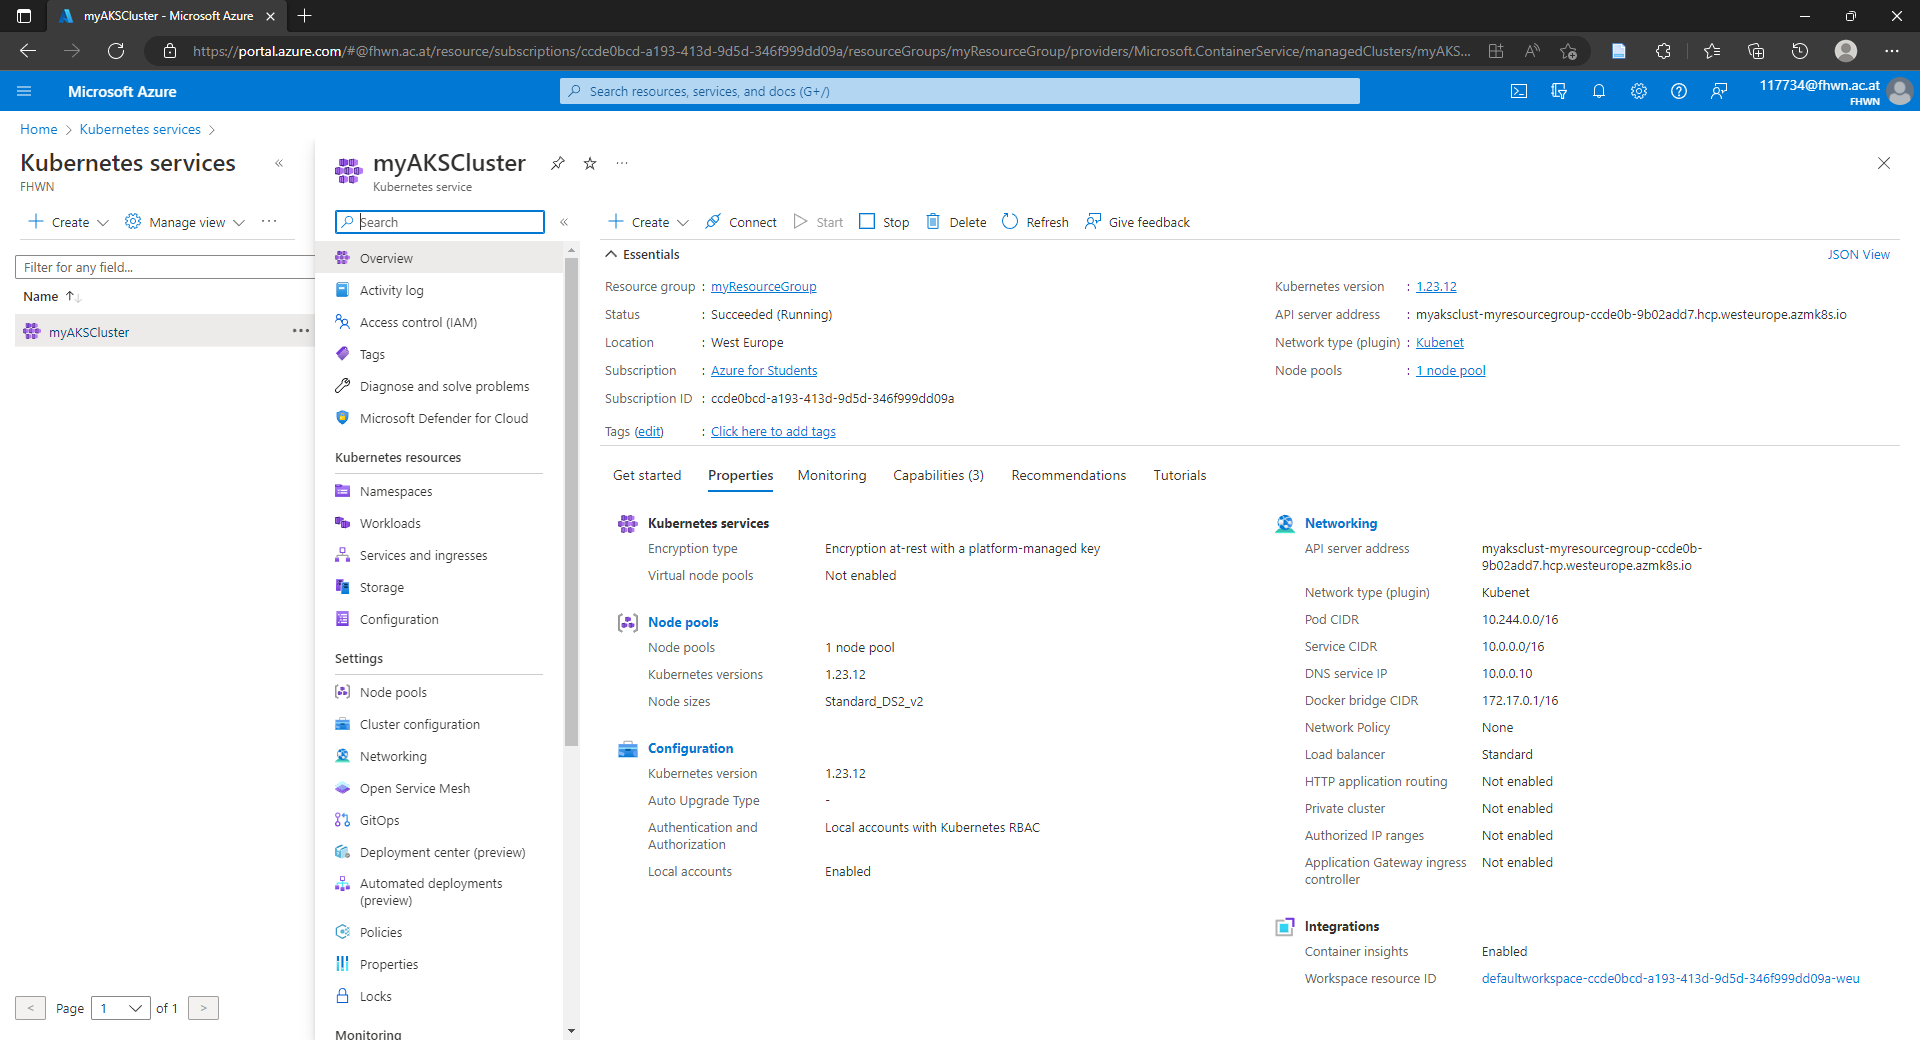 myAKSCluster - Microsoft Azure
https://portal.azure.com/#@fhwn.ac.at/resource/subscriptions/ccde0bcd-a193-413d-9d5d-346f999dd09a/resourceGroups/myResourceGroup/providers/Microsoft.ContainerService/managedClusters/myAKS...
Microsoft Azure
Search resources, services, and docs (G+/)
117734@fhwn.ac.at
FHWN
Home > Kubernetes services >
Kubernetes services
FHWN
Create
Manage view
Filter for any field...
Name
myAKSCluster
< Page 1 of 1 >
myAKSCluster
Kubernetes service
Search
Overview
Activity log
Access control (IAM)
Tags
Diagnose and solve problems
Microsoft Defender for Cloud
Kubernetes resources
Namespaces
Workloads
Services and ingresses
Storage
Configuration
Settings
Node pools
Cluster configuration
Networking
Open Service Mesh
GitOps
Deployment center (preview)
Automated deployments
(preview)
Policies
Properties
Locks
Monitoring
Create Connect Start Stop Delete Refresh Give feedback
Essentials
JSON View
Resource group : myResourceGroup
Status : Succeeded (Running)
Location : West Europe
Subscription : Azure for Students
Subscription ID : ccde0bcd-a193-413d-9d5d-346f999dd09a
Tags (edit) : Click here to add tags
Kubernetes version : 1.23.12
API server address : myaksclust-myresourcegroup-ccde0b-9b02add7.hcp.westeurope.azmk8s.io
Network type (plugin) : Kubenet
Node pools : 1 node pool
Get started Properties Monitoring Capabilities (3) Recommendations Tutorials
Kubernetes services
Encryption type Encryption at-rest with a platform-managed key
Virtual node pools Not enabled
Node pools
Node pools 1 node pool
Kubernetes versions 1.23.12
Node sizes Standard_DS2_v2
Configuration
Kubernetes version 1.23.12
Auto Upgrade Type -
Authentication and Local accounts with Kubernetes RBAC
Authorization
Local accounts Enabled
Networking
API server address myaksclust-myresourcegroup-ccde0b-
9b02add7.hcp.westeurope.azmk8s.io
Network type (plugin) Kubenet
Pod CIDR 10.244.0.0/16
Service CIDR 10.0.0.0/16
DNS service IP 10.0.0.10
Docker bridge CIDR 172.17.0.1/16
Network Policy None
Load balancer Standard
HTTP application routing Not enabled
Private cluster Not enabled
Authorized IP ranges Not enabled
Application Gateway ingress Not enabled
controller
Integrations
Container insights Enabled
Workspace resource ID defaultworkspace-ccde0bcd-a193-413d-9d5d-346f999dd09a-weu